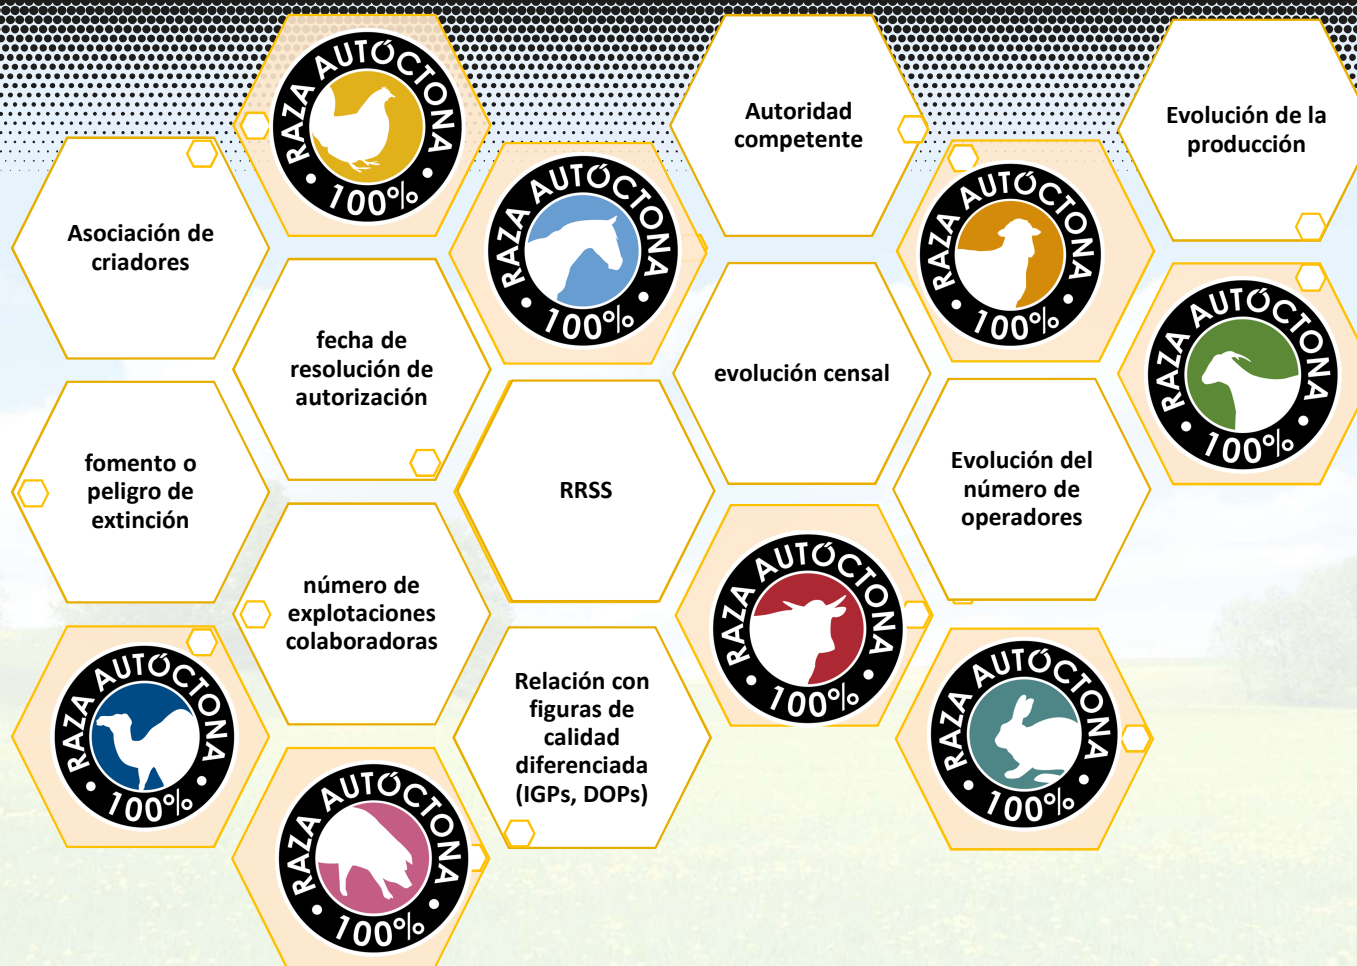 RAZA AUTÓCTONA
100%
Autoridad
competente
Evolución de la
producción
Asociación de
criadores
RAZA AUTÓCTONA
100%
RAZA AUTÓCTONA
100%
fecha de
resolución de
autorización
evolución censal
RAZA AUTÓCTONA
100%
fomento o
peligro de
extinción
RRSS
Evolución del
número de
operadores
número de
explotaciones
colaboradoras
RAZA AUTÓCTONA
100%
RAZA AUTÓCTONA
100%
Relación con
figuras de
calidad
diferenciada
(IGPs, DOPs)
RAZA AUTÓCTONA
100%
RAZA AUTÓCTONA
100%